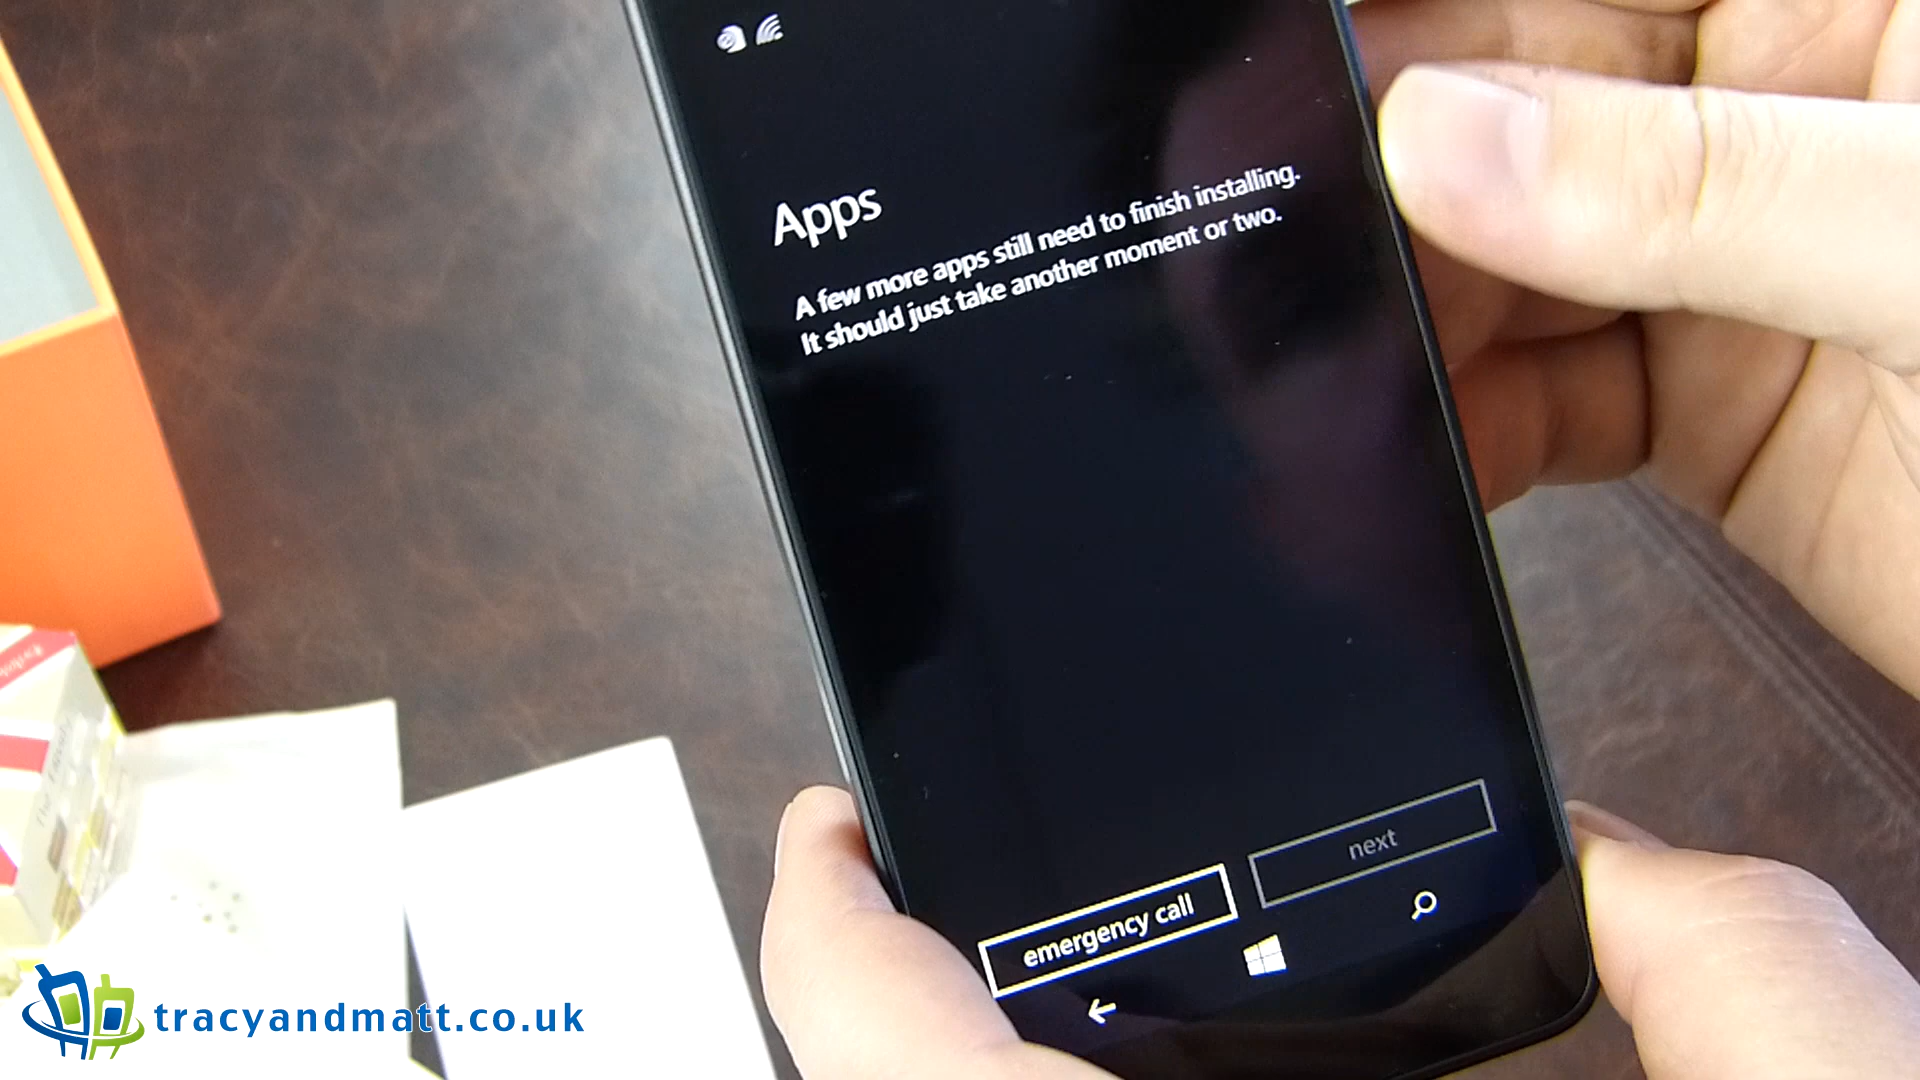 Apps
A few more apps still need to finish installing.
It should just take another moment or two.
next
emergency call
tracyandmatt.co.uk